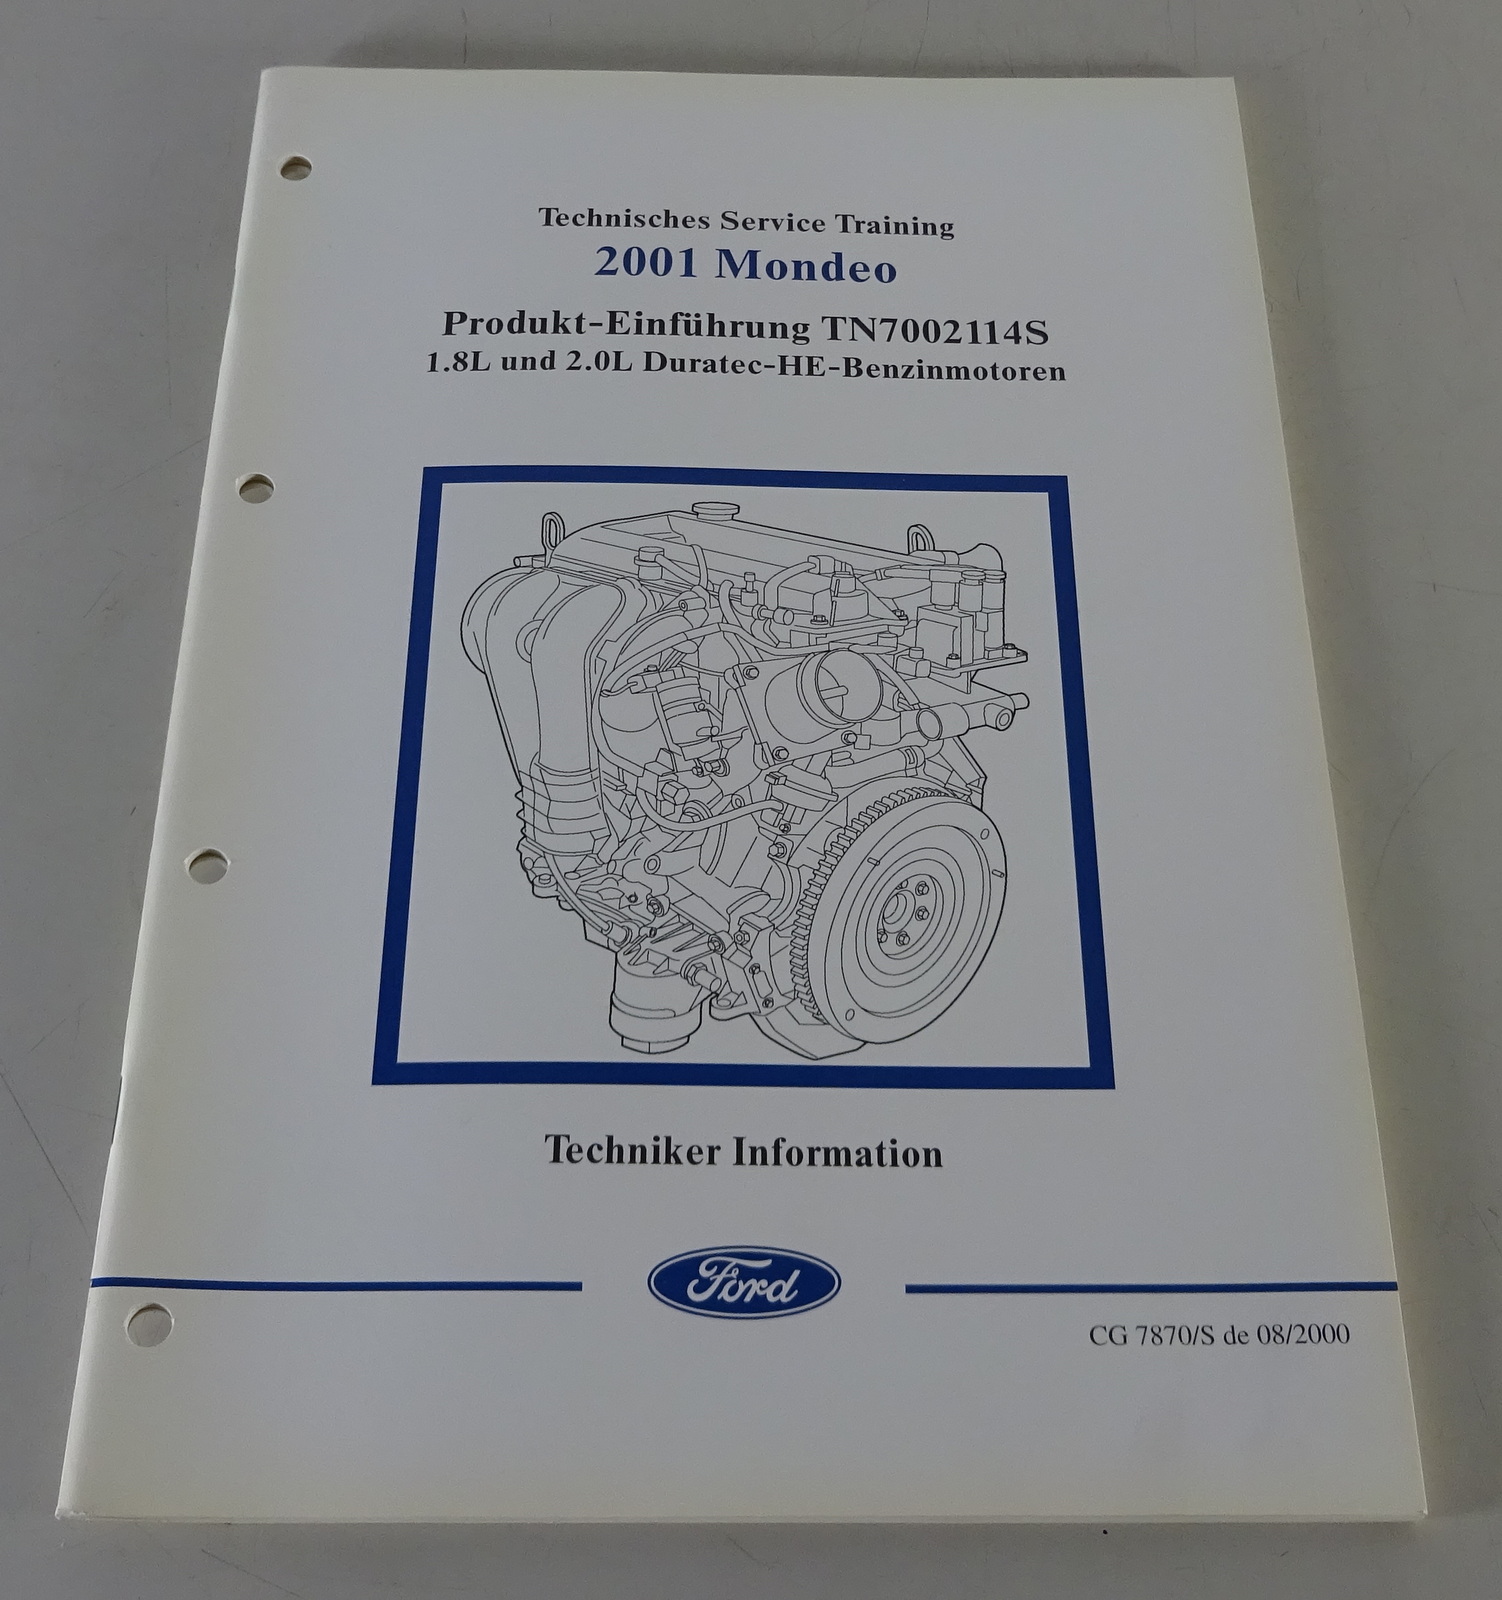 Technisches Service Training
2001 Mondeo
Produkt-Einführung TN7002114S
1.8L und 2.0L Duratec-HE-Benzinmotoren
Techniker Information
Ford
CG 7870/S de 08/2000